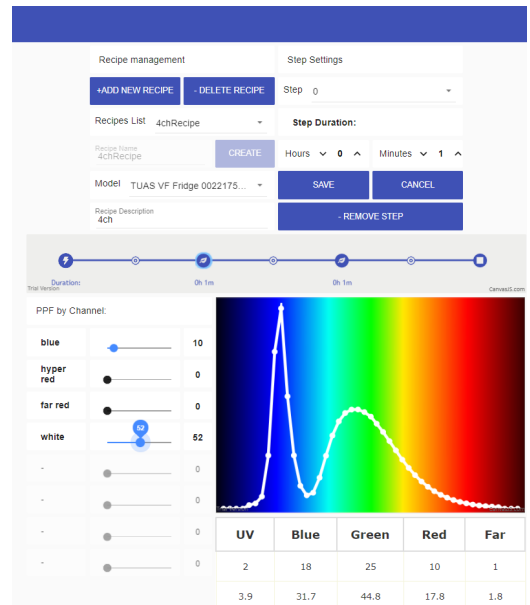 Recipe management
Step Settings
+ADD NEW RECIPE
- DELETE RECIPE
Step 0
Recipes List 4chRecipe
Step Duration:
Recipe Name
4chRecipe
CREATE
Hours 0
Minutes 1
Model TUAS VF Fridge 0022175...
SAVE
CANCEL
Recipe Description
4ch
- REMOVE STEP
Duration:
0h 1m
0h 1m
Trial Version
CanvasJS.com
PPF by Channel:
blue 10
hyper
red 0
far red 0
52
white 52
- 0
- 0
- 0
- 0
UV Blue Green Red Far
2 18 25 10 1
3.9 31.7 44.8 17.8 1.8